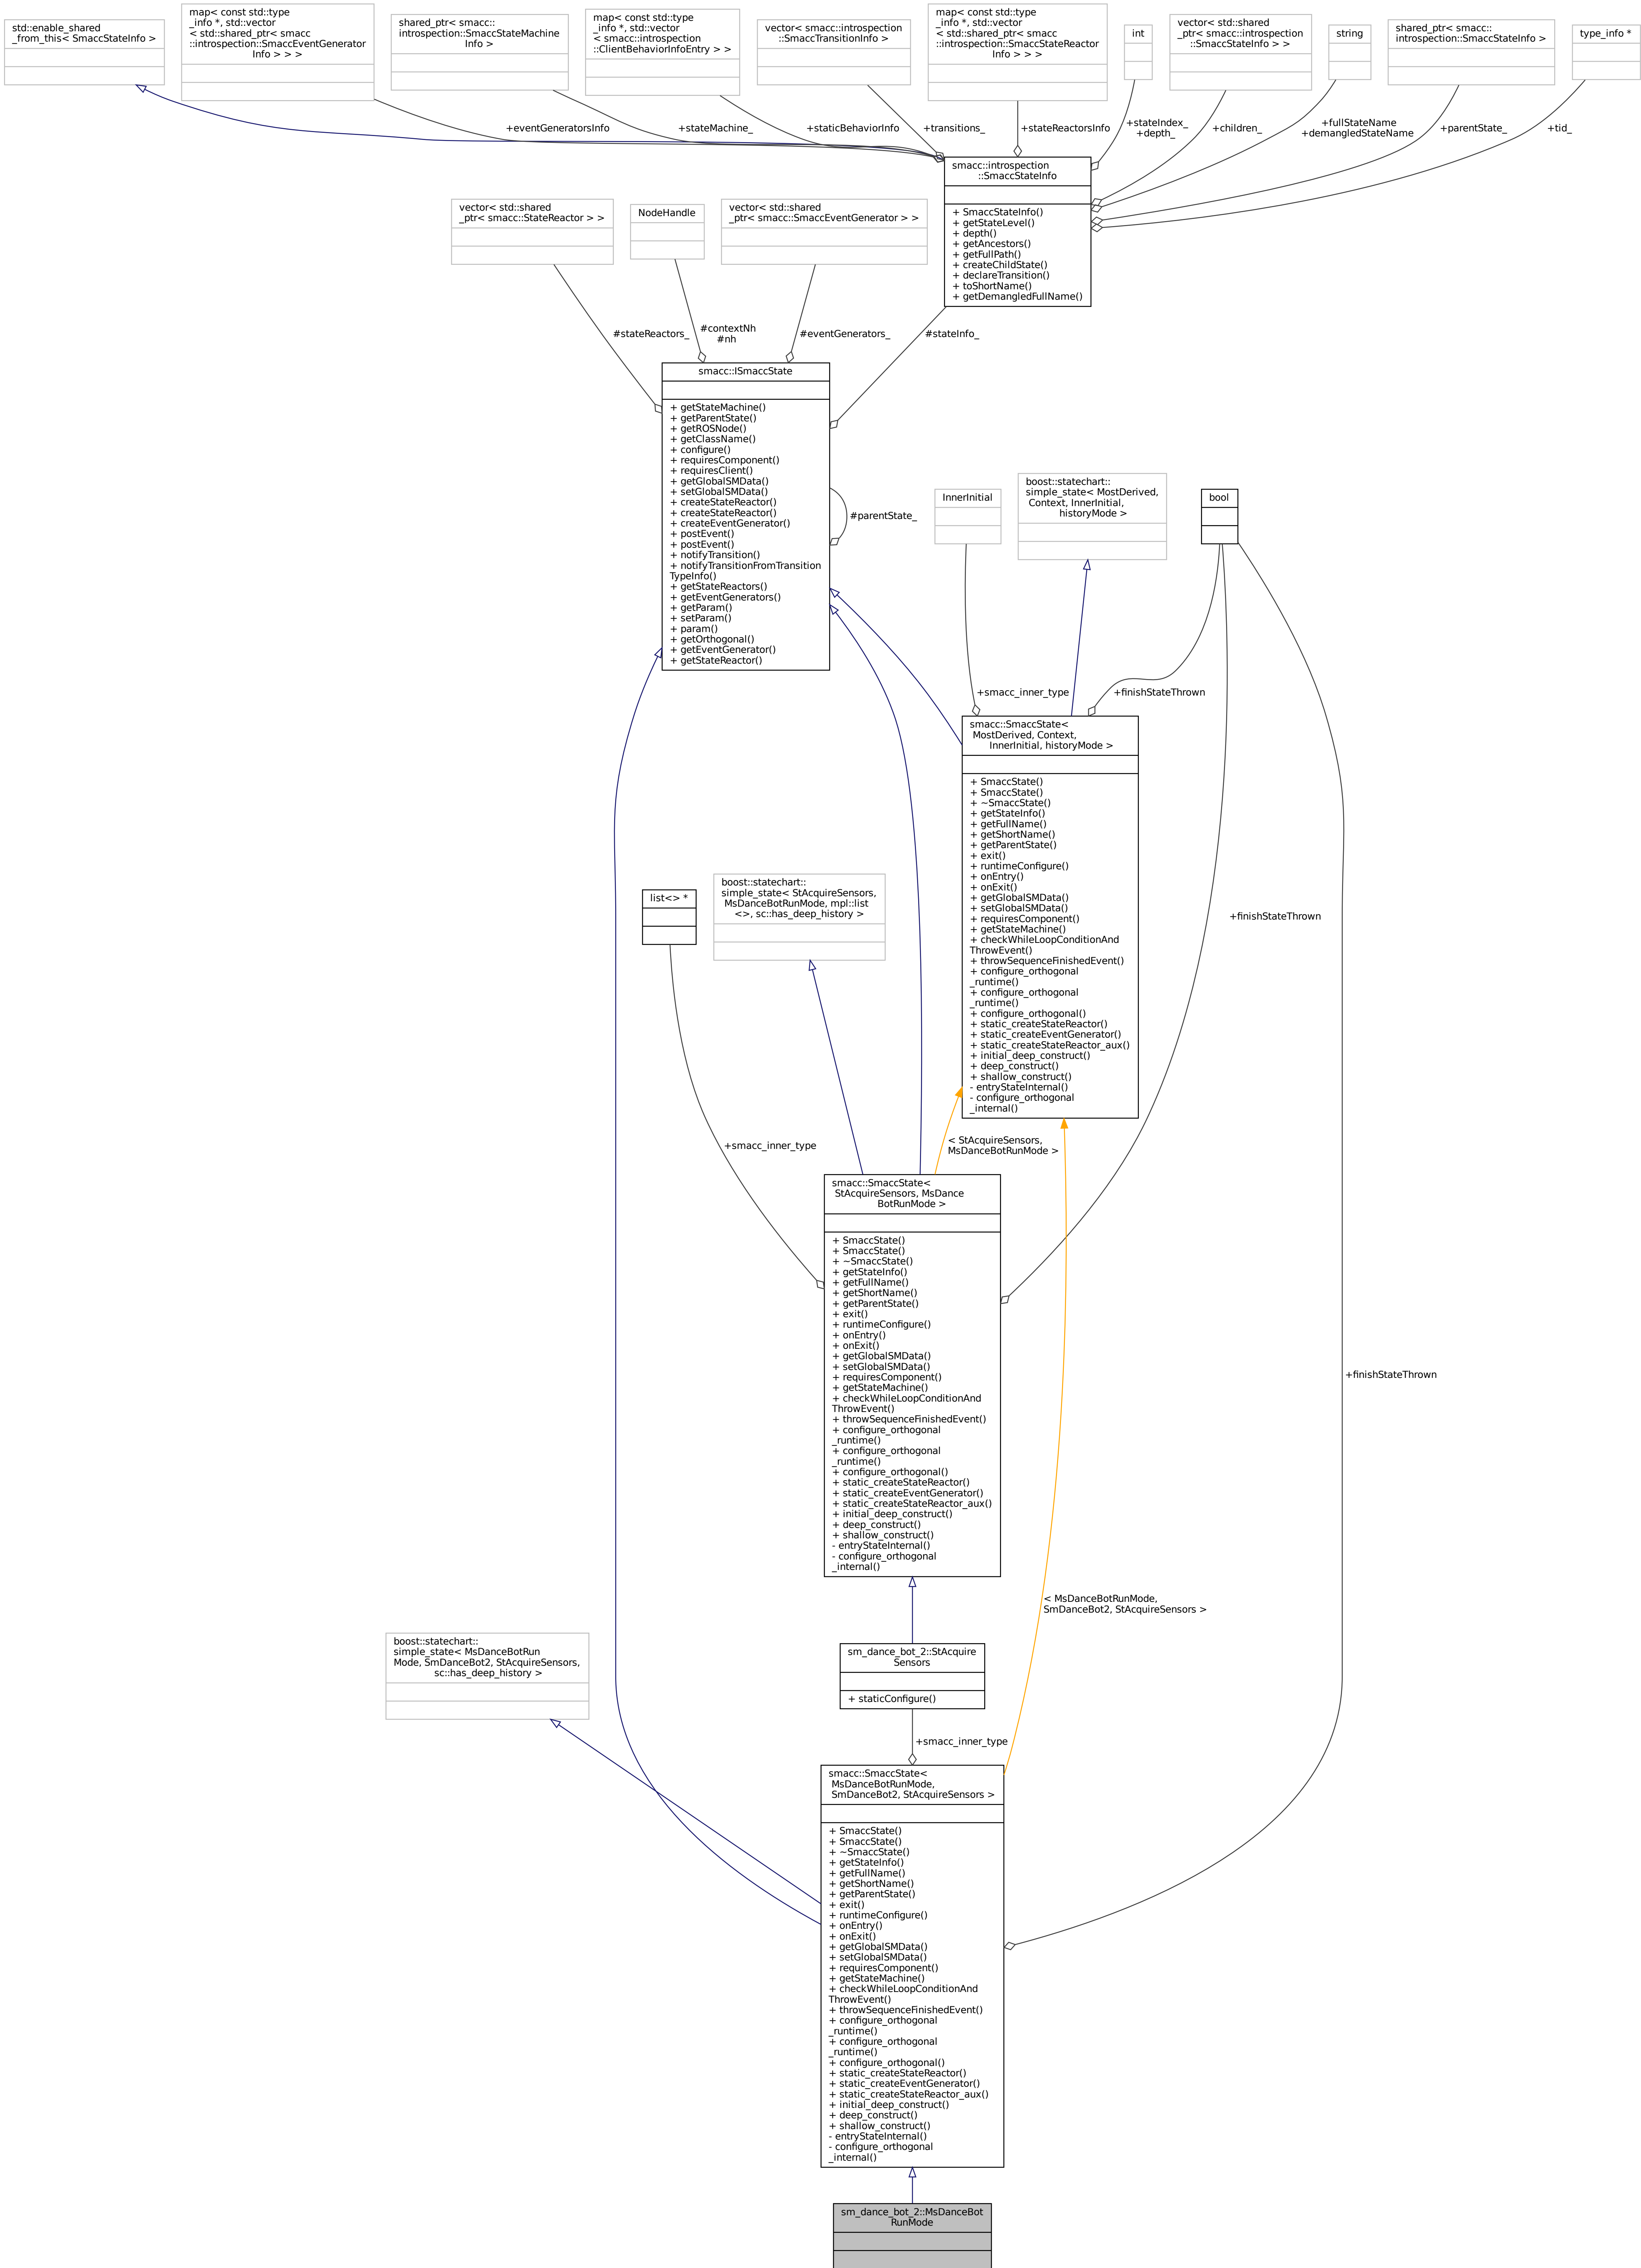 std::enable_shared
_from_this< SmaccStateInfo >
map< const std::type
_info *, std::vector
< std::shared_ptr< smacc
::introspection::SmaccEventGenerator
Info > > >
shared_ptr< smacc::
introspection::SmaccStateMachine
Info >
map< const std::type
_info *, std::vector
< smacc::introspection
::ClientBehaviorInfoEntry > >
vector< smacc::introspection
::SmaccTransitionInfo >
map< const std::type
_info *, std::vector
< std::shared_ptr< smacc
::introspection::SmaccStateReactor
Info > > >
int
vector< std::shared
_ptr< smacc::introspection
::SmaccStateInfo > >
string
shared_ptr< smacc::
introspection::SmaccStateInfo >
type_info *
+eventGeneratorsInfo
+stateMachine_
+staticBehaviorInfo
+transitions_
+stateReactorsInfo
+stateIndex_
+depth_
+children_
+fullStateName
+demangledStateName
+parentState_
+tid_
smacc::introspection
::SmaccStateInfo
+ SmaccStateInfo()
+ getStateLevel()
+ depth()
+ getAncestors()
+ getFullPath()
+ createChildState()
+ declareTransition()
+ toShortName()
+ getDemangledFullName()
vector< std::shared
_ptr< smacc::StateReactor > >
NodeHandle
vector< std::shared
_ptr< smacc::SmaccEventGenerator > >
#stateReactors_
#contextNh
#nh
#eventGenerators_
#stateInfo_
smacc::ISmaccState
+ getStateMachine()
+ getParentState()
+ getROSNode()
+ getClassName()
+ configure()
+ requiresComponent()
+ requiresClient()
+ getGlobalSMData()
+ setGlobalSMData()
+ createStateReactor()
+ createStateReactor()
+ createEventGenerator()
+ postEvent()
+ postEvent()
+ notifyTransition()
+ notifyTransitionFromTransition
TypeInfo()
+ getStateReactors()
+ getEventGenerators()
+ getParam()
+ setParam()
+ param()
+ getOrthogonal()
+ getEventGenerator()
+ getStateReactor()
#parentState_
InnerInitial
boost::statechart::
simple_state< MostDerived,
Context, InnerInitial,
historyMode >
bool
+smacc_inner_type
+finishStateThrown
smacc::SmaccState<
MostDerived, Context,
InnerInitial, historyMode >
+ SmaccState()
+ SmaccState()
+ ~SmaccState()
+ getStateInfo()
+ getFullName()
+ getShortName()
+ getParentState()
+ exit()
+ runtimeConfigure()
+ onEntry()
+ onExit()
+ getGlobalSMData()
+ setGlobalSMData()
+ requiresComponent()
+ getStateMachine()
+ checkWhileLoopConditionAnd
ThrowEvent()
+ throwSequenceFinishedEvent()
+ configure_orthogonal
_runtime()
+ configure_orthogonal
_runtime()
+ configure_orthogonal()
+ static_createStateReactor()
+ static_createEventGenerator()
+ static_createStateReactor_aux()
+ initial_deep_construct()
+ deep_construct()
+ shallow_construct()
- entryStateInternal()
- configure_orthogonal
_internal()
list<> *
boost::statechart::
simple_state< StAcquireSensors,
MsDanceBotRunMode, mpl::list
<>, sc::has_deep_history >
+finishStateThrown
+smacc_inner_type
< StAcquireSensors,
MsDanceBotRunMode >
smacc::SmaccState<
StAcquireSensors, MsDance
BotRunMode >
+ SmaccState()
+ SmaccState()
+ ~SmaccState()
+ getStateInfo()
+ getFullName()
+ getShortName()
+ getParentState()
+ exit()
+ runtimeConfigure()
+ onEntry()
+ onExit()
+ getGlobalSMData()
+ setGlobalSMData()
+ requiresComponent()
+ getStateMachine()
+ checkWhileLoopConditionAnd
ThrowEvent()
+ throwSequenceFinishedEvent()
+ configure_orthogonal
_runtime()
+ configure_orthogonal
_runtime()
+ configure_orthogonal()
+ static_createStateReactor()
+ static_createEventGenerator()
+ static_createStateReactor_aux()
+ initial_deep_construct()
+ deep_construct()
+ shallow_construct()
- entryStateInternal()
- configure_orthogonal
_internal()
+finishStateThrown
< MsDanceBotRunMode,
SmDanceBot2, StAcquireSensors >
boost::statechart::
simple_state< MsDanceBotRun
Mode, SmDanceBot2, StAcquireSensors,
sc::has_deep_history >
sm_dance_bot_2::StAcquire
Sensors
+ staticConfigure()
+smacc_inner_type
smacc::SmaccState<
MsDanceBotRunMode,
SmDanceBot2, StAcquireSensors >
+ SmaccState()
+ SmaccState()
+ ~SmaccState()
+ getStateInfo()
+ getFullName()
+ getShortName()
+ getParentState()
+ exit()
+ runtimeConfigure()
+ onEntry()
+ onExit()
+ getGlobalSMData()
+ setGlobalSMData()
+ requiresComponent()
+ getStateMachine()
+ checkWhileLoopConditionAnd
ThrowEvent()
+ throwSequenceFinishedEvent()
+ configure_orthogonal
_runtime()
+ configure_orthogonal
_runtime()
+ configure_orthogonal()
+ static_createStateReactor()
+ static_createEventGenerator()
+ static_createStateReactor_aux()
+ initial_deep_construct()
+ deep_construct()
+ shallow_construct()
- entryStateInternal()
- configure_orthogonal
_internal()
sm_dance_bot_2::MsDanceBot
RunMode